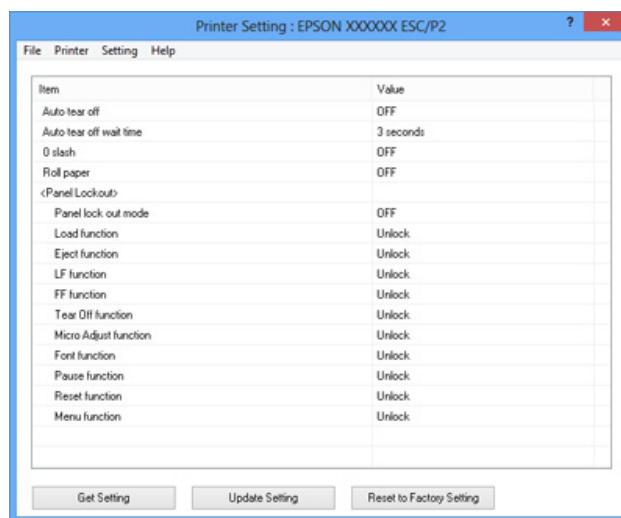 Printer Setting : EPSON XXXXXX ESC/P2 ? ×
File Printer Setting Help
Item Value
Auto tear off OFF
Auto tear off wait time 3 seconds
0 slash OFF
Roll paper OFF
<Panel Lockout>
Panel lock out mode OFF
Load function Unlock
Eject function Unlock
LF function Unlock
FF function Unlock
Tear Off function Unlock
Micro Adjust function Unlock
Font function Unlock
Pause function Unlock
Reset function Unlock
Menu function Unlock
Get Setting Update Setting Reset to Factory Setting